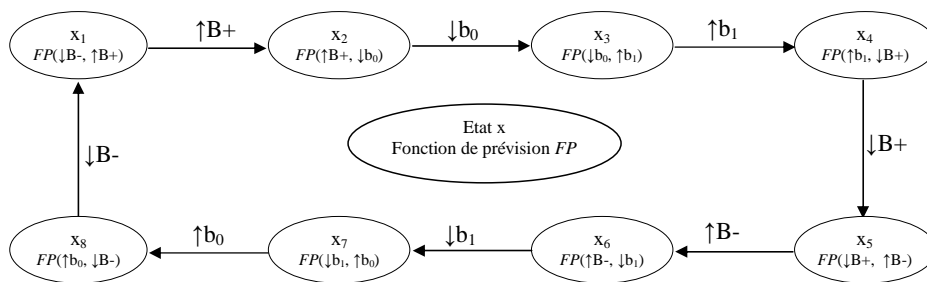 x₁
FP(↓B-, ↑B+)
↑B+
x₂
FP(↑B+, ↓b₀)
↓b₀
x₃
FP(↓b₀, ↑b₁)
↑b₁
x₄
FP(↑b₁, ↓B+)
Etat x
Fonction de prévision FP
↓B-
↓B+
x₈
FP(↑b₀, ↓B-)
↑b₀
x₇
FP(↓b₁, ↑b₀)
↓b₁
x₆
FP(↑B-, ↓b₁)
↑B-
x₅
FP(↓B+, ↑B-)